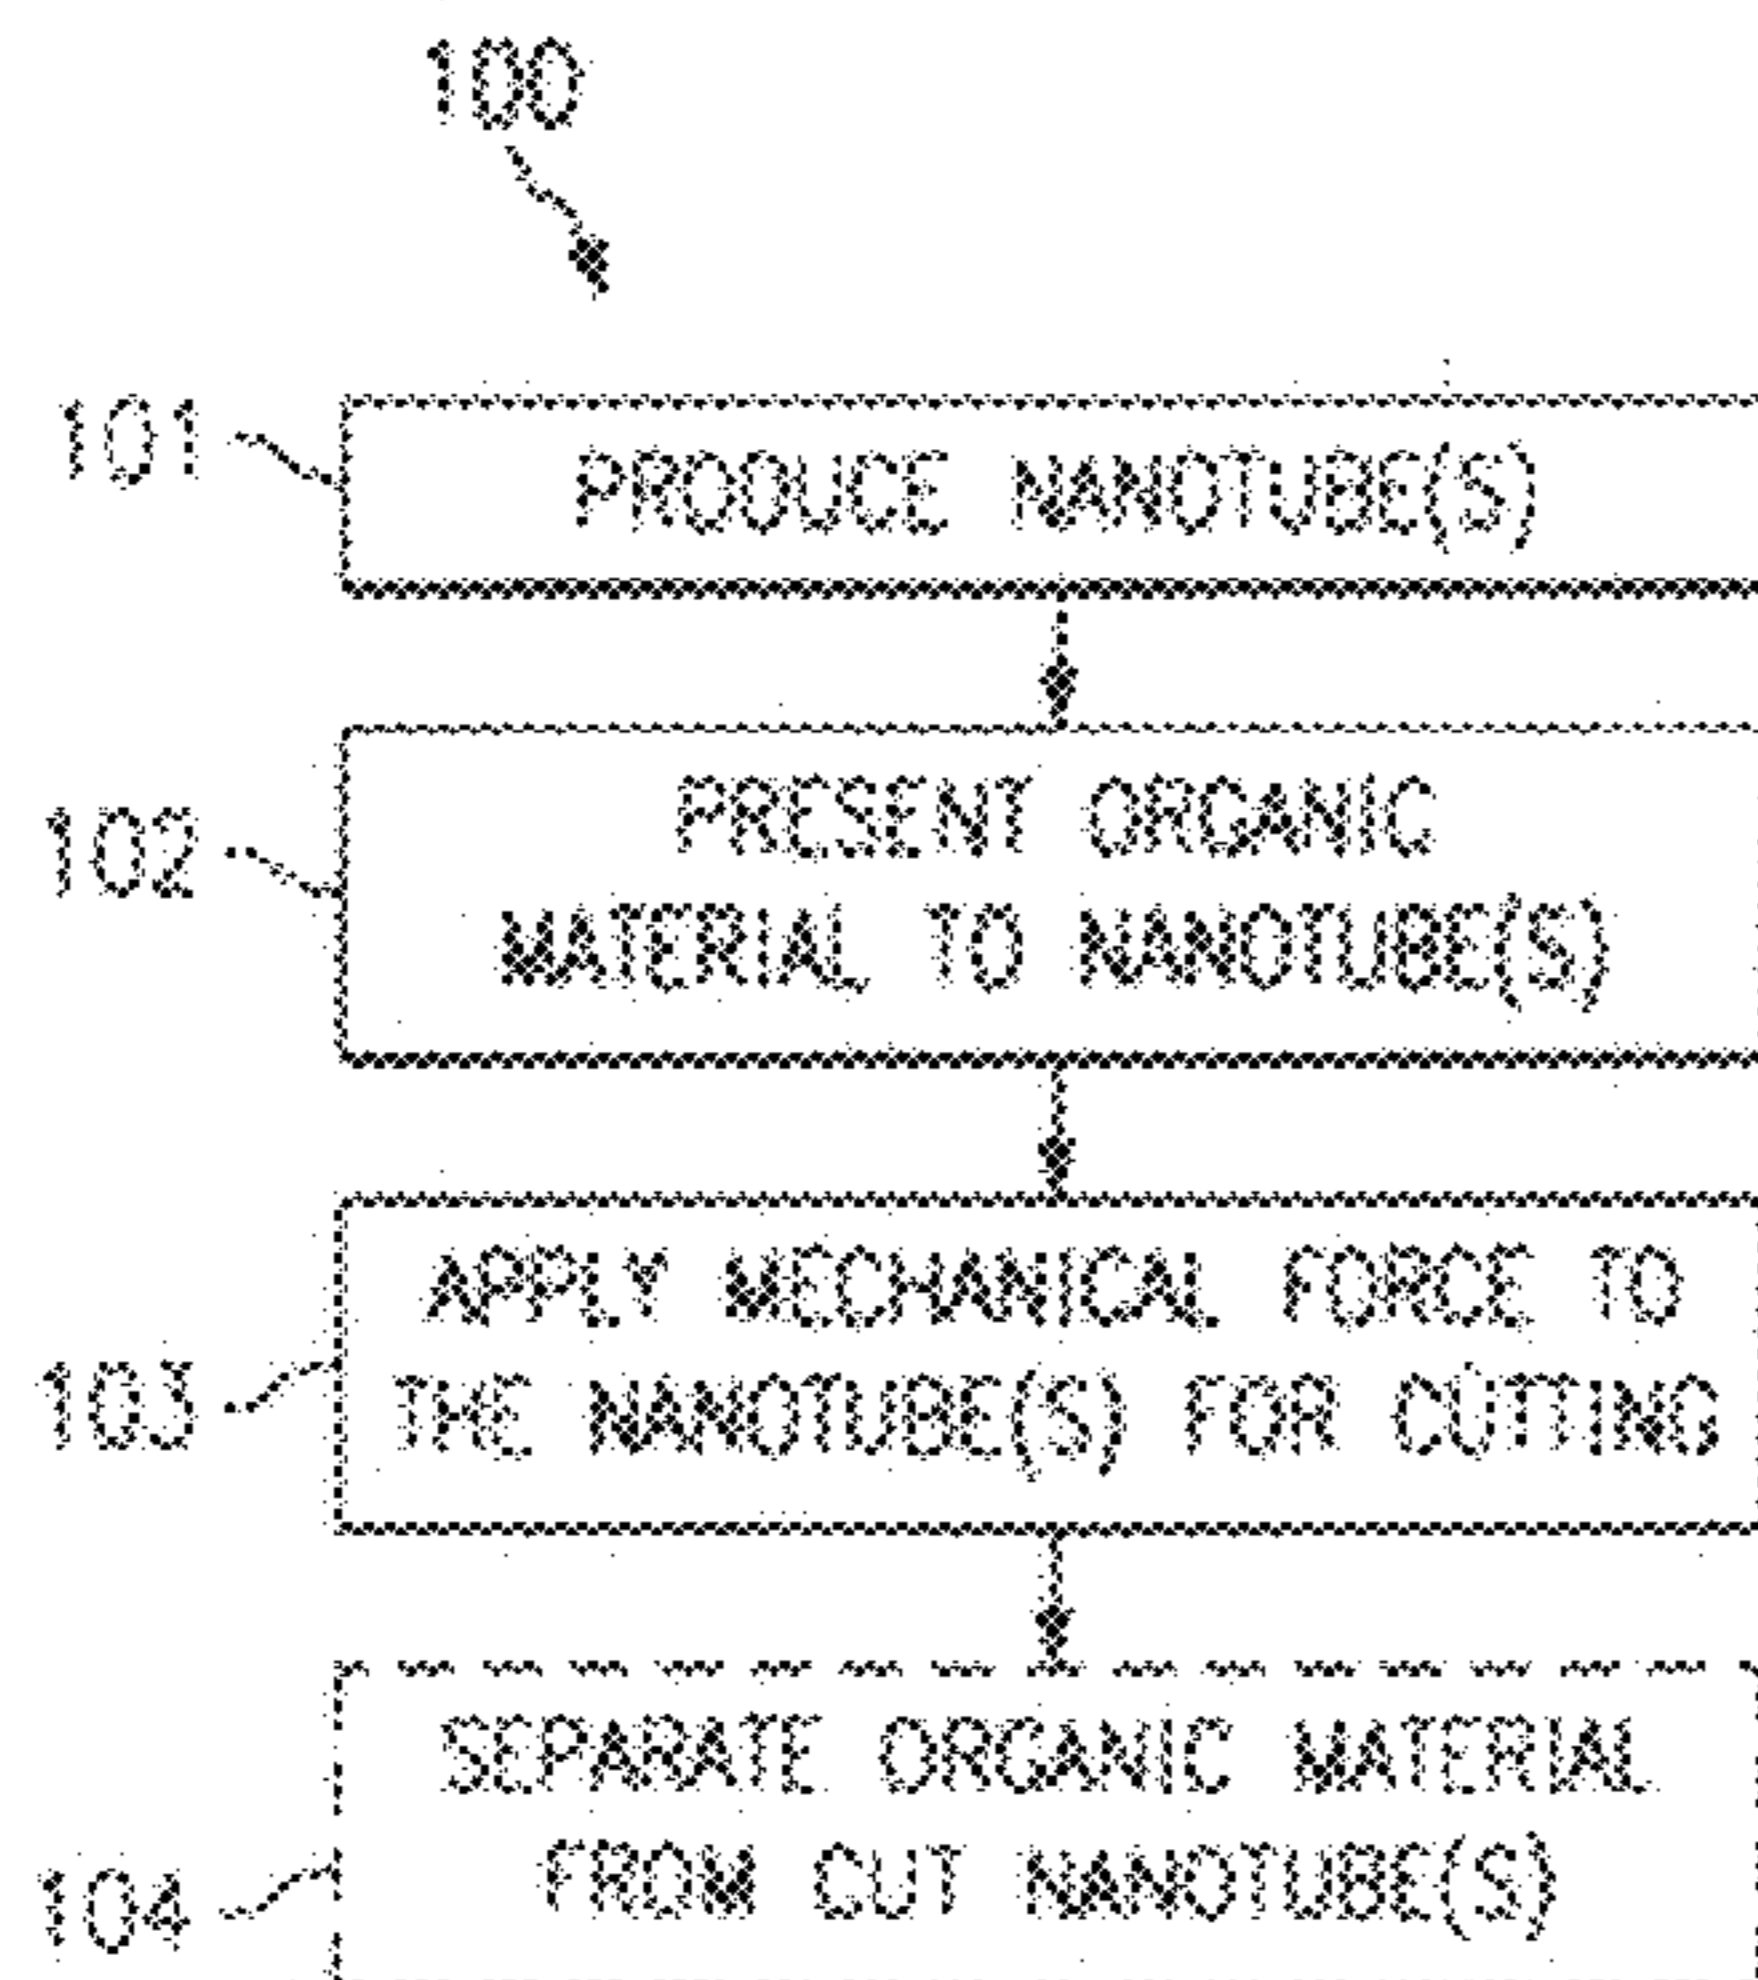 100
101
PRODUCE NANOTUBE(S)
102
PRESENT ORGANIC
MATERIAL TO NANOTUBE(S)
103
APPLY MECHANICAL FORCE TO
THE NANOTUBE(S) FOR CUTTING
104
SEPARATE ORGANIC MATERIAL
FROM CUT NANOTUBE(S)